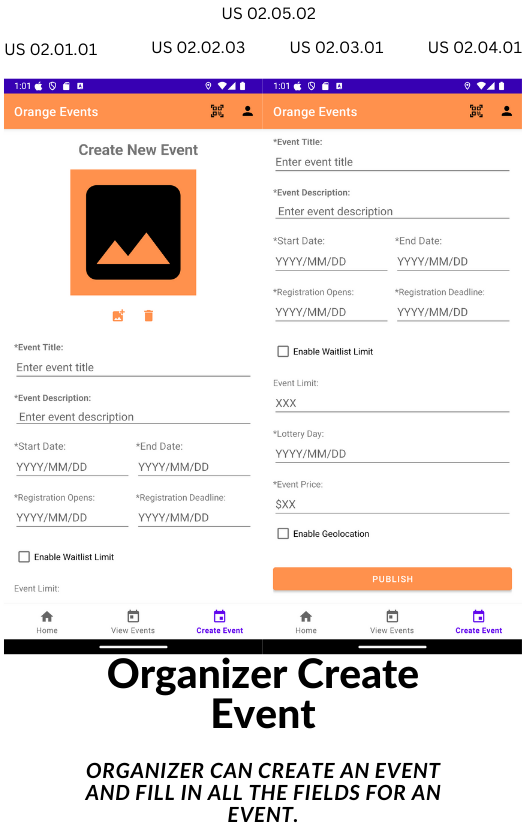 US 02.05.02
US 02.01.01
US 02.02.03
US 02.03.01
US 02.04.01
1:01
Orange Events
Create New Event
*Event Title:
Enter event title
*Event Description:
Enter event description
*Start Date:
*End Date:
YYYY/MM/DD
YYYY/MM/DD
*Registration Opens:
*Registration Deadline:
YYYY/MM/DD
YYYY/MM/DD
Enable Waitlist Limit
Event Limit:
Home
View Events
Create Event
1:01
Orange Events
*Event Title:
Enter event title
*Event Description:
Enter event description
*Start Date:
*End Date:
YYYY/MM/DD
YYYY/MM/DD
*Registration Opens:
*Registration Deadline:
YYYY/MM/DD
YYYY/MM/DD
Enable Waitlist Limit
Event Limit:
XXX
*Lottery Day:
YYYY/MM/DD
*Event Price:
$XX
Enable Geolocation
PUBLISH
Home
View Events
Create Event
Organizer Create
Event
ORGANIZER CAN CREATE AN EVENT
AND FILL IN ALL THE FIELDS FOR AN
EVENT.